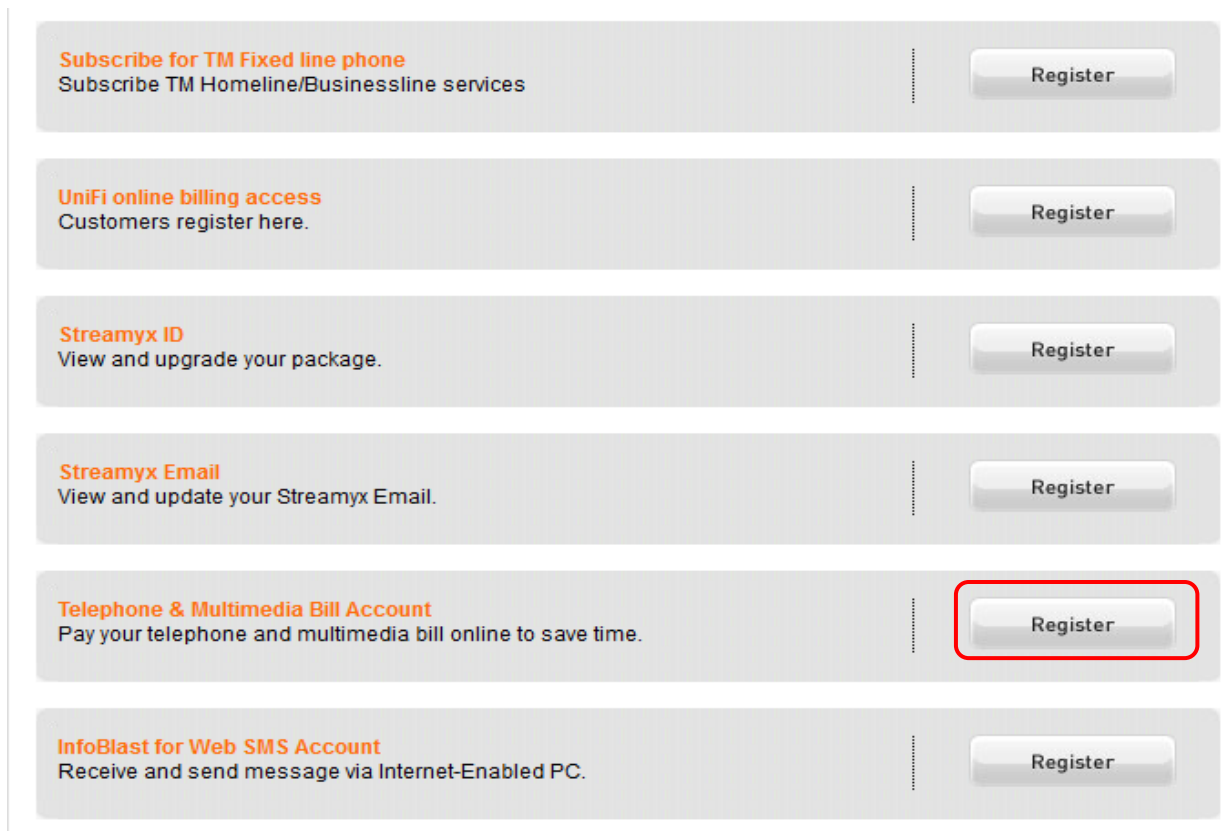 Subscribe for TM Fixed line phone
Subscribe TM Homeline/Businessline services
Register
UniFi online billing access
Customers register here.
Register
Streamyx ID
View and upgrade your package.
Register
Streamyx Email
View and update your Streamyx Email.
Register
Telephone & Multimedia Bill Account
Pay your telephone and multimedia bill online to save time.
Register
InfoBlast for Web SMS Account
Receive and send message via Internet-Enabled PC.
Register